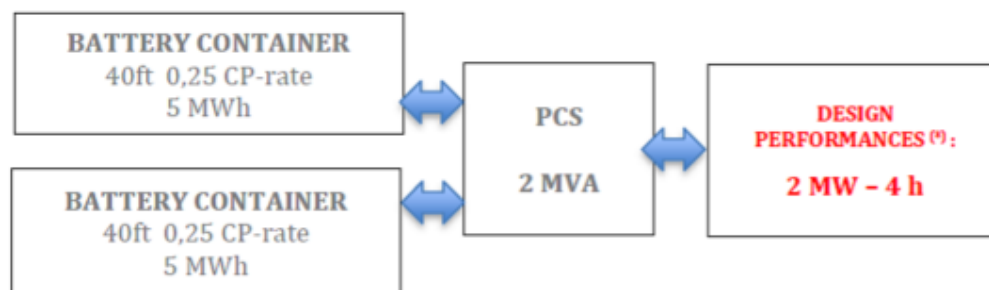 BATTERY CONTAINER
40ft 0,25 CP-rate
5 MWh
BATTERY CONTAINER
40ft 0,25 CP-rate
5 MWh
PCS
2 MVA
DESIGN
PERFORMANCES (*) :
2 MW – 4 h